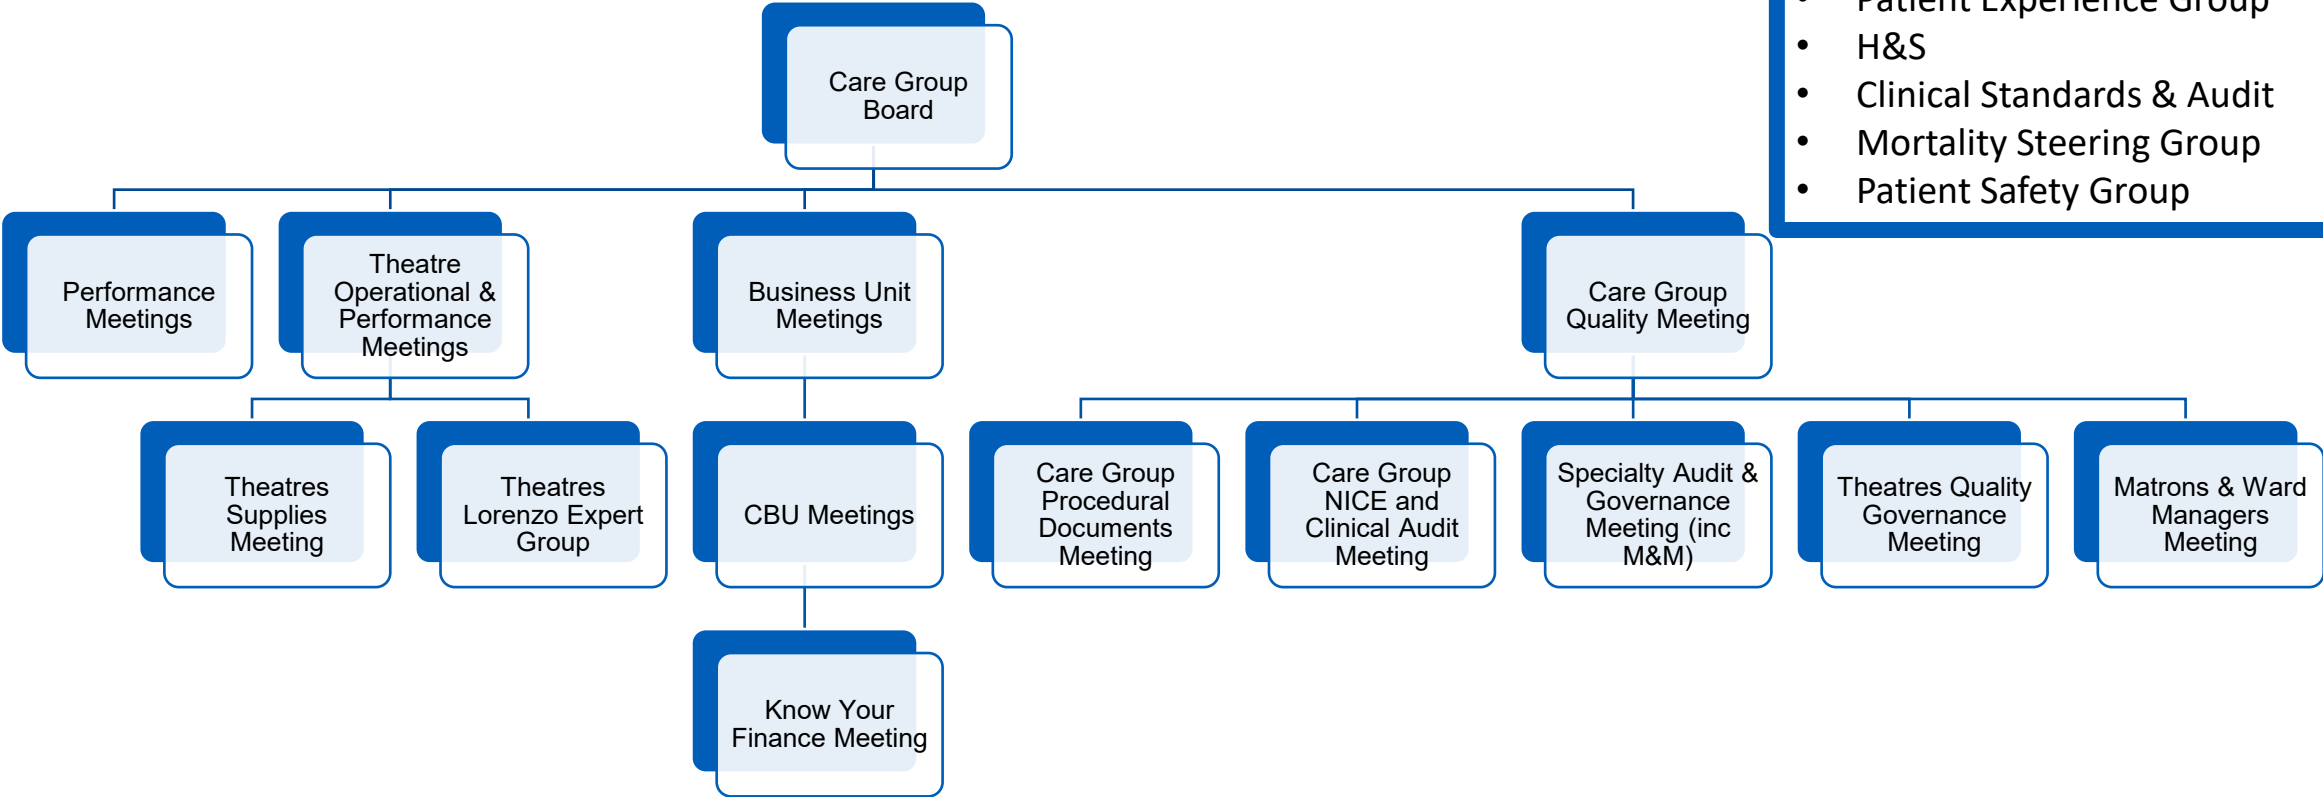 Care Group
Board
Patient Experience Group
• H&S
• Clinical Standards & Audit
• Mortality Steering Group
• Patient Safety Group
Performance
Meetings
Theatre
Operational &
Performance
Meetings
Business Unit
Meetings
Care Group
Quality Meeting
Theatres
Supplies
Meeting
Theatres
Lorenzo Expert
Group
CBU Meetings
Care Group
Procedural
Documents
Meeting
Care Group
NICE and
Clinical Audit
Meeting
Specialty Audit &
Governance
Meeting (inc
M&M)
Theatres Quality
Governance
Meeting
Matrons & Ward
Managers
Meeting
Know Your
Finance Meeting